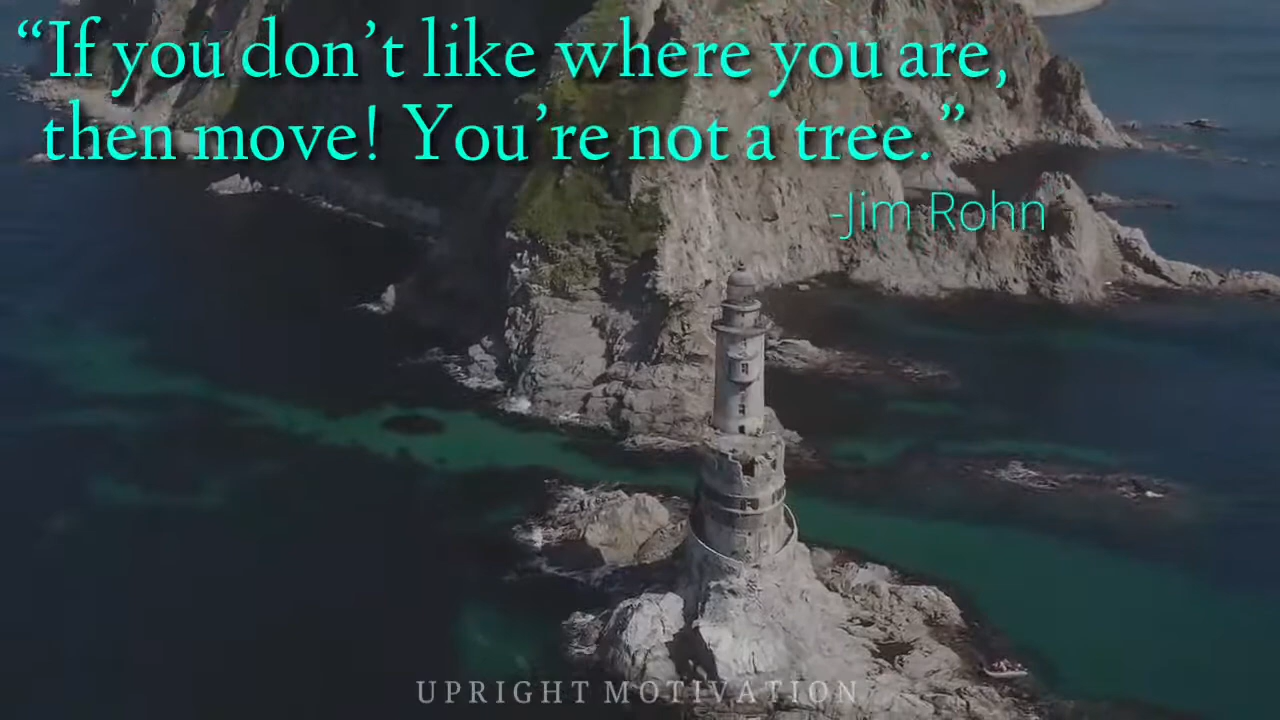 “If you don’t like where you are,
then move! You’re not a tree.”
-Jim Rohn
UPRIGHT MOTIVATION